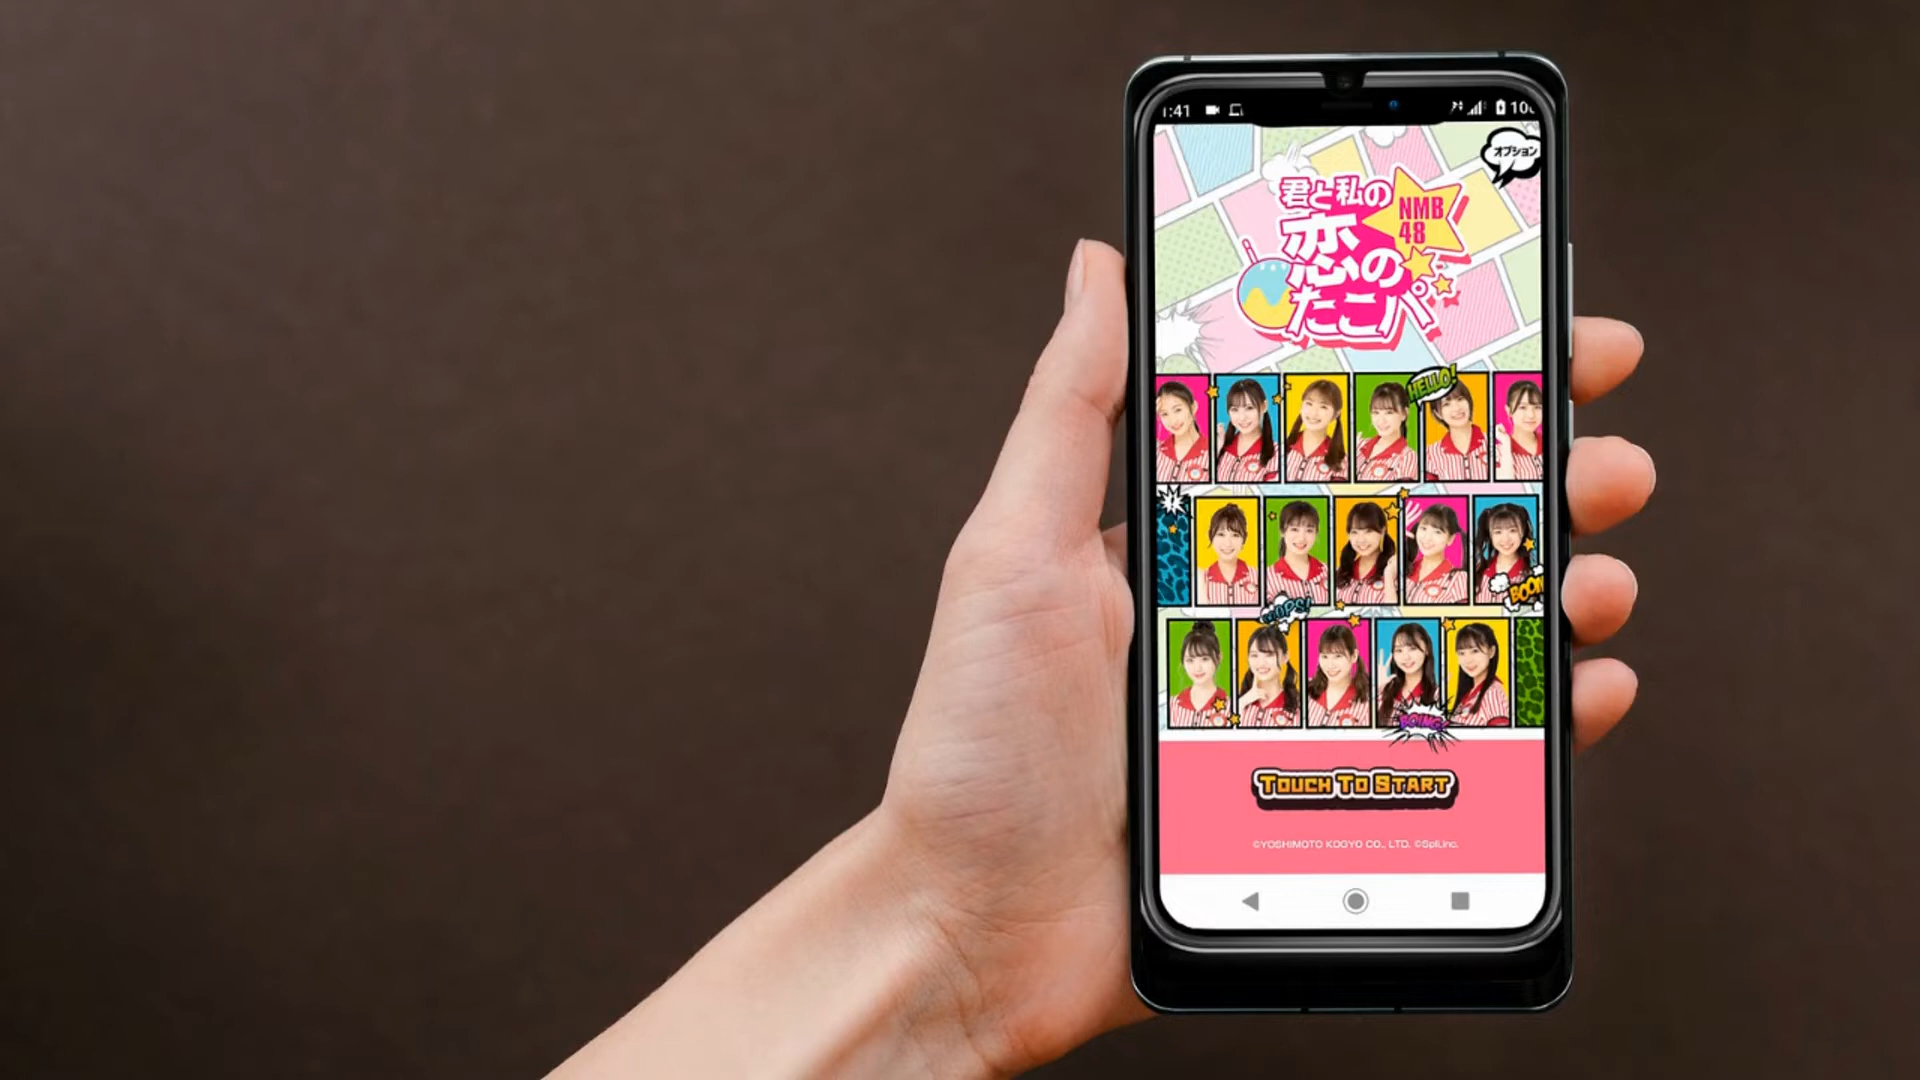 1:41
オプション
君と私の
NMB
48
恋の
たこパ
HELLO!
BOOM
OOPS!
BOING!
TOUCH TO START
©YOSHIMOTO KOGYO CO., LTD. ©Spll.inc.